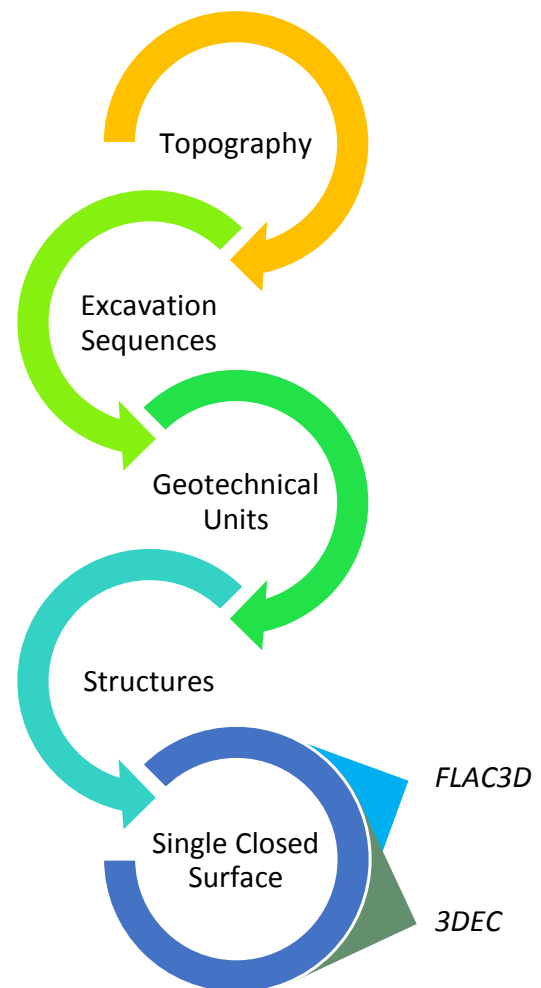 Topography
Excavation
Sequences
Geotechnical
Units
Structures
FLAC3D
Single Closed
Surface
3DEC